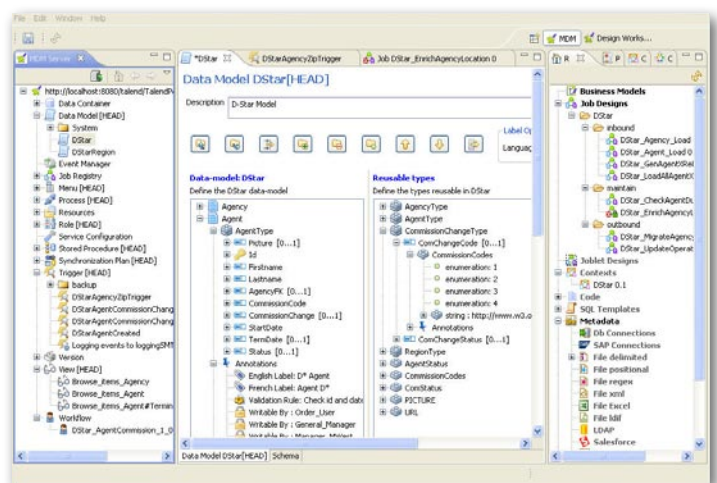 File Edit Window Help
MDM Design Works...
MDM Server
*DStar DStarAgencyZipTrigger Job DStar_EnrichAgencyLocation 0
R P C C
http://localhost:8080/talend/TalendP
Data Container
Data Model [HEAD]
System
DStar
DStarRegion
Event Manager
Job Registry
Menu [HEAD]
Process [HEAD]
Resources
Role [HEAD]
Service Configuration
Stored Procedure [HEAD]
Synchronization Plan [HEAD]
Trigger [HEAD]
backup
DStarAgencyZipTrigger
DStarAgentCommissionChang
DStarAgentCommissionChang
DStarAgentCreated
Logging events to loggingSMT
Version
View [HEAD]
Browse_items_Agency
Browse_items_Agent
Browse_items_Agent#Termin
Workflow
DStar_AgentCommission_1_0
Data Model DStar[HEAD]
Description D-Star Model
Label Op
Languag
Data-model: DStar
Define the DStar data-model
Agency
Agent
AgentType
Picture [0...1]
Id
Firstname
Lastname
AgencyFK [0...1]
CommissionCode
CommissionChange [0...1]
StartDate
TermDate [0...1]
Status [0...1]
Annotations
English Label: D* Agent
French Label: Agent D*
Validation Rule: Check id and date
Writable By : Order_User
Writable By : General_Manager
Writable By : Manager_MWest
Reusable types
Define the types reusable in DStar
AgencyType
AgentType
CommissionChangeType
ComChangeCode [0...1]
CommissionCodes
enumeration: 1
enumeration: 2
enumeration: 3
enumeration: 4
string : http://www.w3.o
Annotations
ComChangeStatus [0...1]
RegionType
AgentStatus
CommissionCodes
ComStatus
PICTURE
URL
Data Model DStar[HEAD] Schema
Business Models
Job Designs
DStar
inbound
DStar_Agency_Load
DStar_Agent_Load 0
DStar_GenAgentXRef
DStar_LoadAllAgentX
maintain
DStar_CheckAgentDu
DStar_EnrichAgencyL
outbound
DStar_MigrateAgency
DStar_UpdateOperat
Joblet Designs
Contexts
DStar 0.1
Code
SQL Templates
Metadata
Db Connections
SAP Connections
File delimited
File positional
File regex
File xml
File Excel
File ldif
LDAP
Salesforce